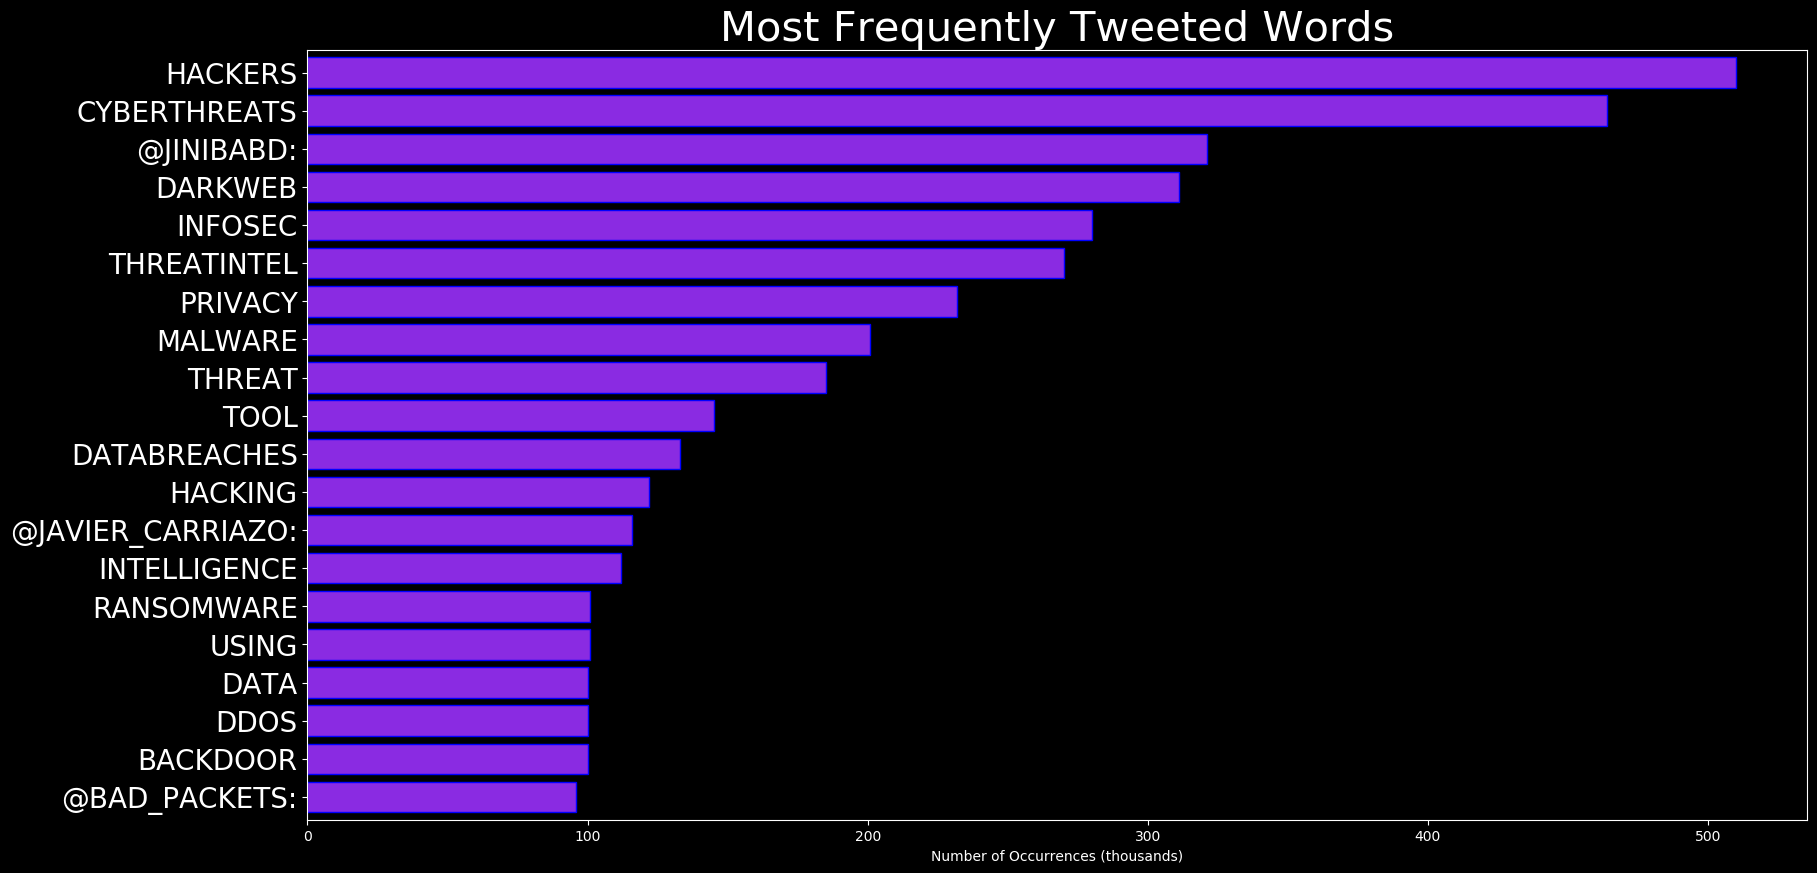 Most Frequently Tweeted Words
HACKERS
CYBERTHREATS
@JINIBABD:
DARKWEB
INFOSEC
THREATINTEL
PRIVACY
MALWARE
THREAT
TOOL
DATABREACHES
HACKING
@JAVIER_CARRIAZO:
INTELLIGENCE
RANSOMWARE
USING
DATA
DDOS
BACKDOOR
@BAD_PACKETS:
0 100 200 300 400 500
Number of Occurrences (thousands)